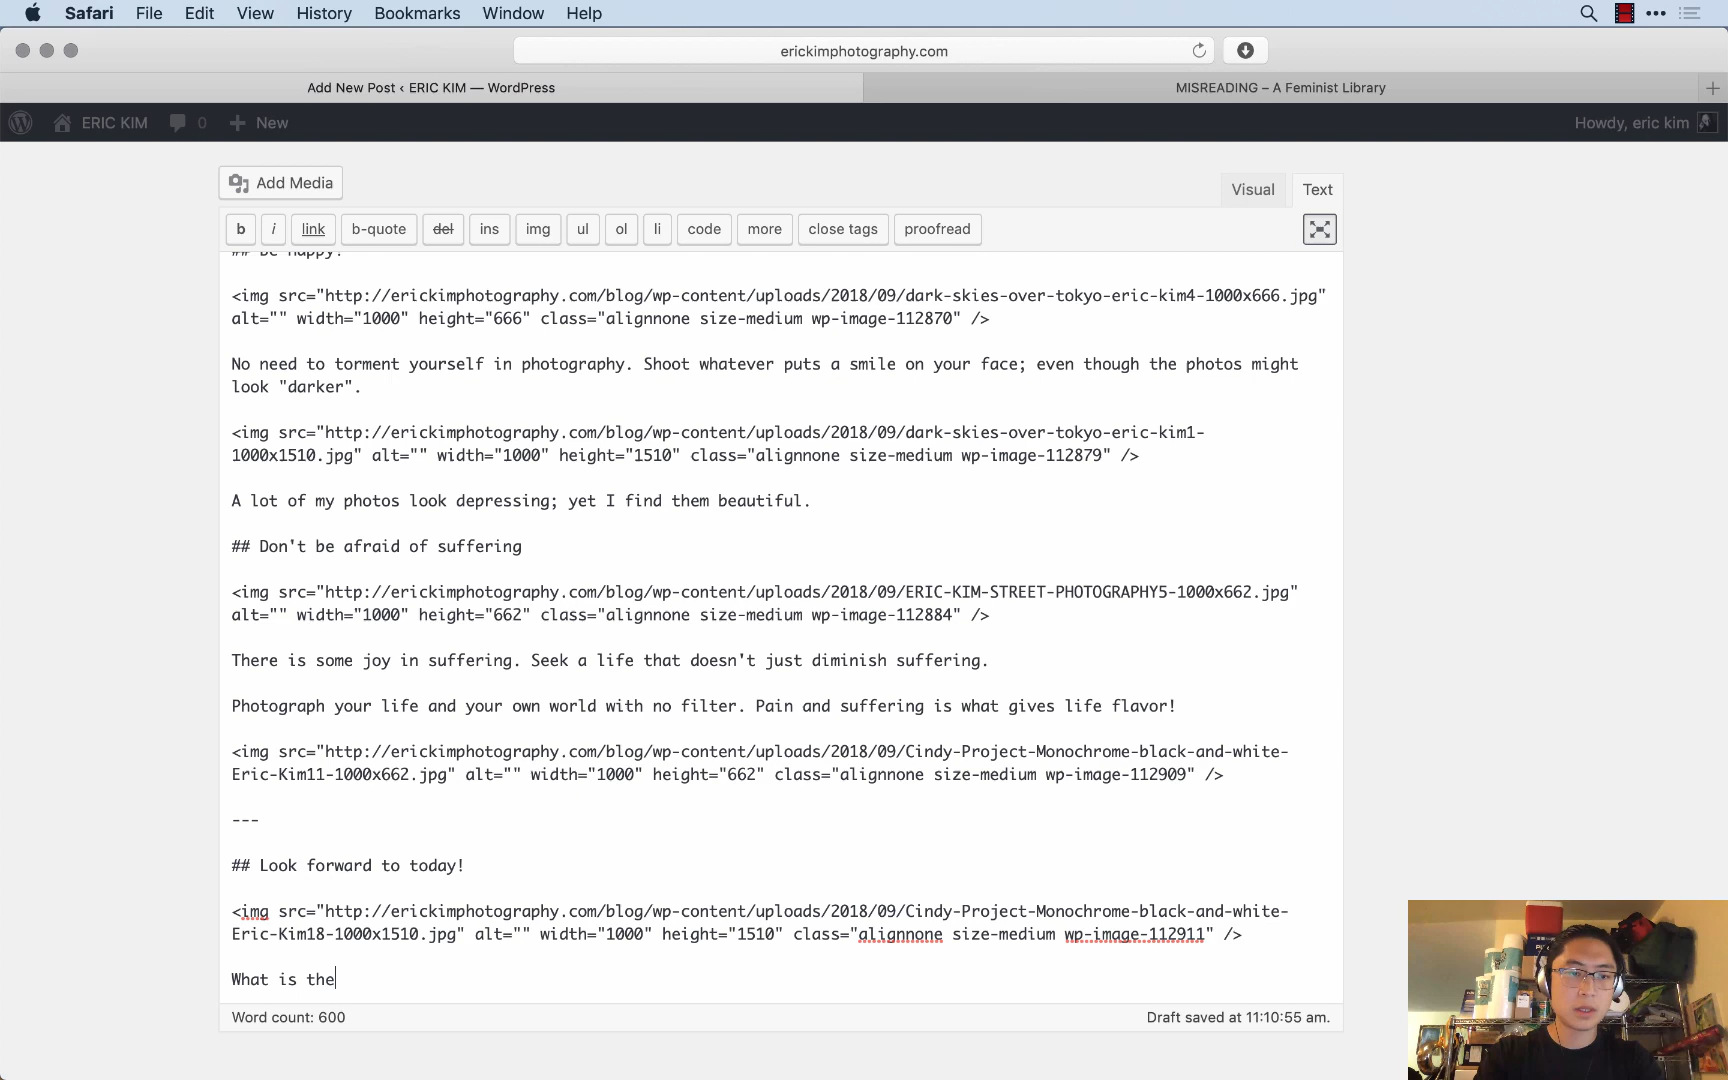 Safari File Edit View History Bookmarks Window Help
erickimphotography.com
Add New Post ‹ ERIC KIM — WordPress
MISREADING – A Feminist Library
ERIC KIM 0 New
Howdy, eric kim
Add Media
Visual Text
b i link b-quote del ins img ul ol li code more close tags proofread
## Be happy!
<img src="http://erickimphotography.com/blog/wp-content/uploads/2018/09/dark-skies-over-tokyo-eric-kim4-1000x666.jpg"
alt="" width="1000" height="666" class="alignnone size-medium wp-image-112870" />
No need to torment yourself in photography. Shoot whatever puts a smile on your face; even though the photos might
look "darker".
<img src="http://erickimphotography.com/blog/wp-content/uploads/2018/09/dark-skies-over-tokyo-eric-kim1-
1000x1510.jpg" alt="" width="1000" height="1510" class="alignnone size-medium wp-image-112879" />
A lot of my photos look depressing; yet I find them beautiful.
## Don't be afraid of suffering
<img src="http://erickimphotography.com/blog/wp-content/uploads/2018/09/ERIC-KIM-STREET-PHOTOGRAPHY5-1000x662.jpg"
alt="" width="1000" height="662" class="alignnone size-medium wp-image-112884" />
There is some joy in suffering. Seek a life that doesn't just diminish suffering.
Photograph your life and your own world with no filter. Pain and suffering is what gives life flavor!
<img src="http://erickimphotography.com/blog/wp-content/uploads/2018/09/Cindy-Project-Monochrome-black-and-white-
Eric-Kim11-1000x662.jpg" alt="" width="1000" height="662" class="alignnone size-medium wp-image-112909" />
---
## Look forward to today!
<img src="http://erickimphotography.com/blog/wp-content/uploads/2018/09/Cindy-Project-Monochrome-black-and-white-
Eric-Kim18-1000x1510.jpg" alt="" width="1000" height="1510" class="alignnone size-medium wp-image-112911" />
What is the
Word count: 600
Draft saved at 11:10:55 am.